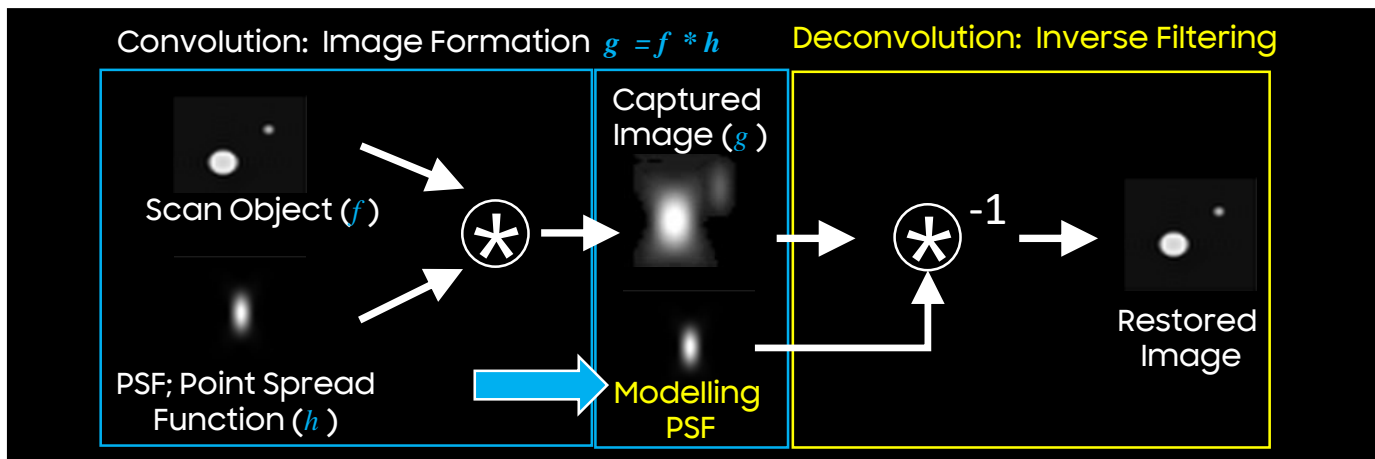 Convolution: Image Formation g = f * h
Deconvolution: Inverse Filtering
Scan Object (f)
PSF; Point Spread
Function (h)
*
Captured
Image (g)
Modelling
PSF
* -1
Restored
Image